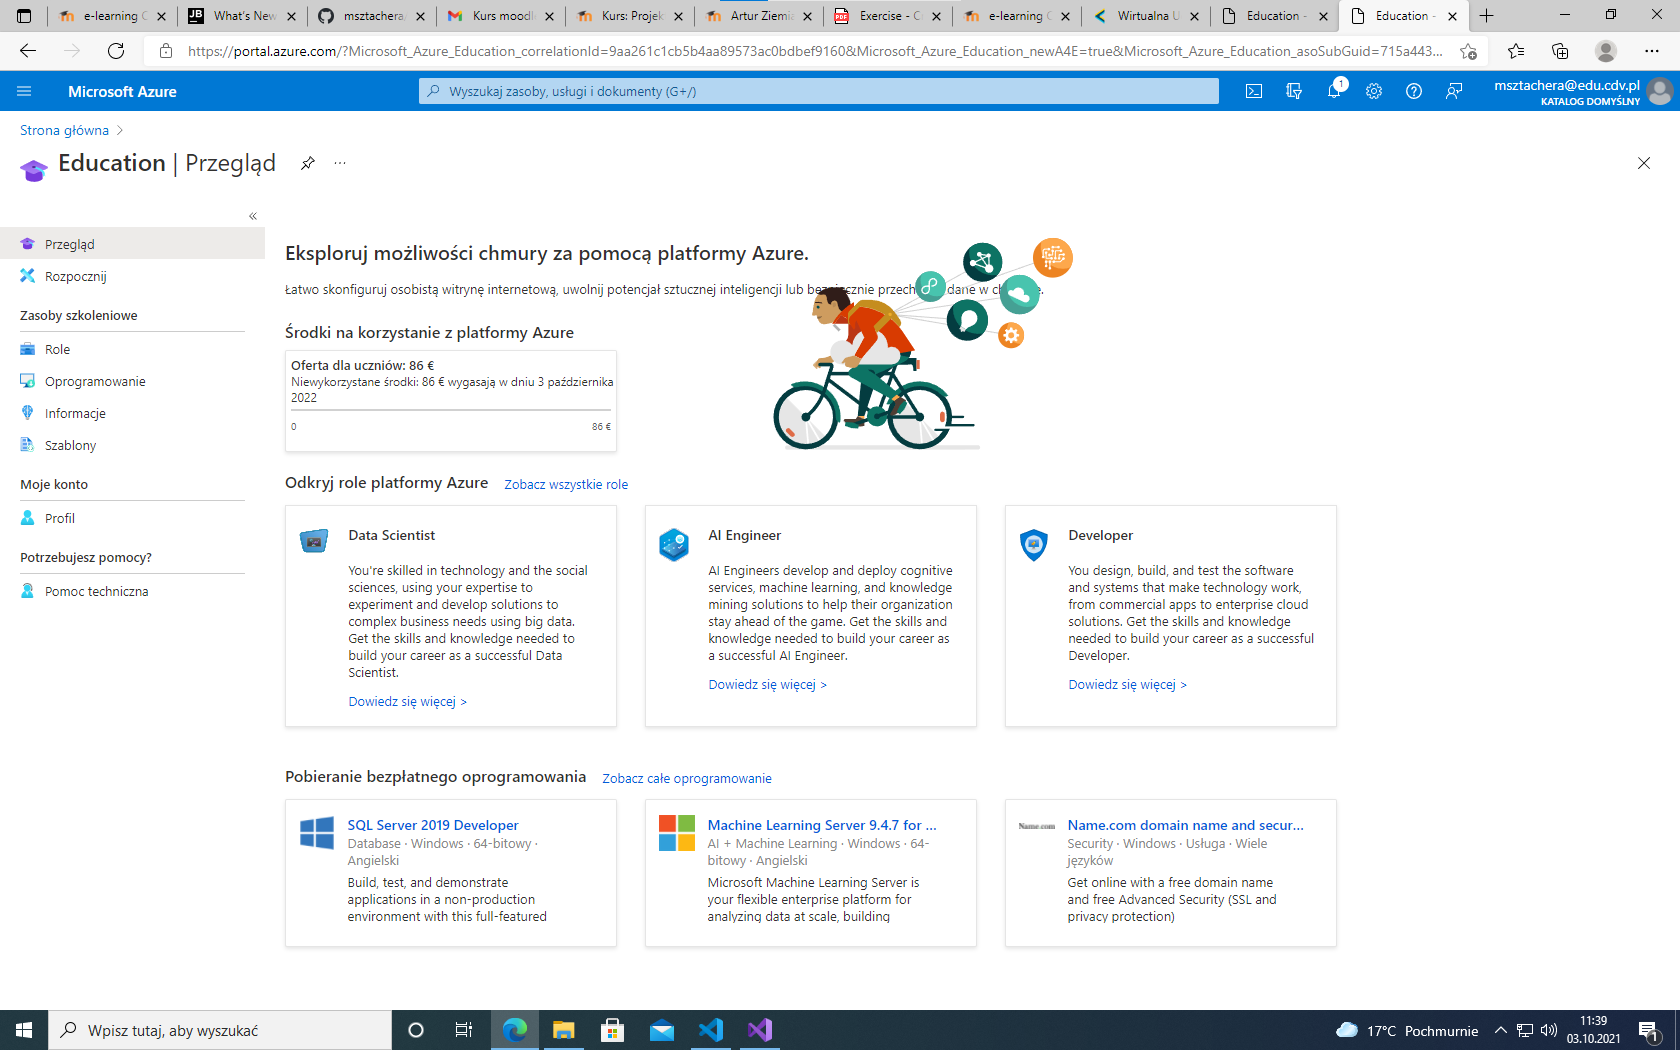 e-learning C
What's New
msztachera
Kurs moodl
Kurs: Projek
Artur Ziemia
Exercise - C
e-learning C
Wirtualna U
Education -
Education -
https://portal.azure.com/?Microsoft_Azure_Education_correlationId=9aa261c1cb5b4aa89573ac0bdbef9160&Microsoft_Azure_Education_newA4E=true&Microsoft_Azure_Education_asoSubGuid=715a443...
Microsoft Azure
Wyszukaj zasoby, usługi i dokumenty (G+/)
1
msztachera@edu.cdv.pl
KATALOG DOMYŚLNY
Strona główna >
Education | Przegląd
Przegląd
Rozpocznij
Zasoby szkoleniowe
Role
Oprogramowanie
Informacje
Szablony
Moje konto
Profil
Potrzebujesz pomocy?
Pomoc techniczna
Eksploruj możliwości chmury za pomocą platformy Azure.
Łatwo skonfiguruj osobistą witrynę internetową, uwolnij potencjał sztucznej inteligencji lub bezpiecznie przech dane w ch
Środki na korzystanie z platformy Azure
Oferta dla uczniów: 86 €
Niewykorzystane środki: 86 € wygasają w dniu 3 października
2022
0 86 €
Odkryj role platformy Azure Zobacz wszystkie role
Data Scientist
You're skilled in technology and the social
sciences, using your expertise to
experiment and develop solutions to
complex business needs using big data.
Get the skills and knowledge needed to
build your career as a successful Data
Scientist.
Dowiedz się więcej >
AI Engineer
AI Engineers develop and deploy cognitive
services, machine learning, and knowledge
mining solutions to help their organization
stay ahead of the game. Get the skills and
knowledge needed to build your career as
a successful AI Engineer.
Dowiedz się więcej >
Developer
You design, build, and test the software
and systems that make technology work,
from commercial apps to enterprise cloud
solutions. Get the skills and knowledge
needed to build your career as a successful
Developer.
Dowiedz się więcej >
Pobieranie bezpłatnego oprogramowania Zobacz całe oprogramowanie
SQL Server 2019 Developer
Database · Windows · 64-bitowy ·
Angielski
Build, test, and demonstrate
applications in a non-production
environment with this full-featured
Machine Learning Server 9.4.7 for ...
AI + Machine Learning · Windows · 64-
bitowy · Angielski
Microsoft Machine Learning Server is
your flexible enterprise platform for
analyzing data at scale, building
Name.com
Name.com domain name and secur...
Security · Windows · Usługa · Wiele
języków
Get online with a free domain name
and free Advanced Security (SSL and
privacy protection)
Wpisz tutaj, aby wyszukać
17°C Pochmurnie
11:39
03.10.2021
1